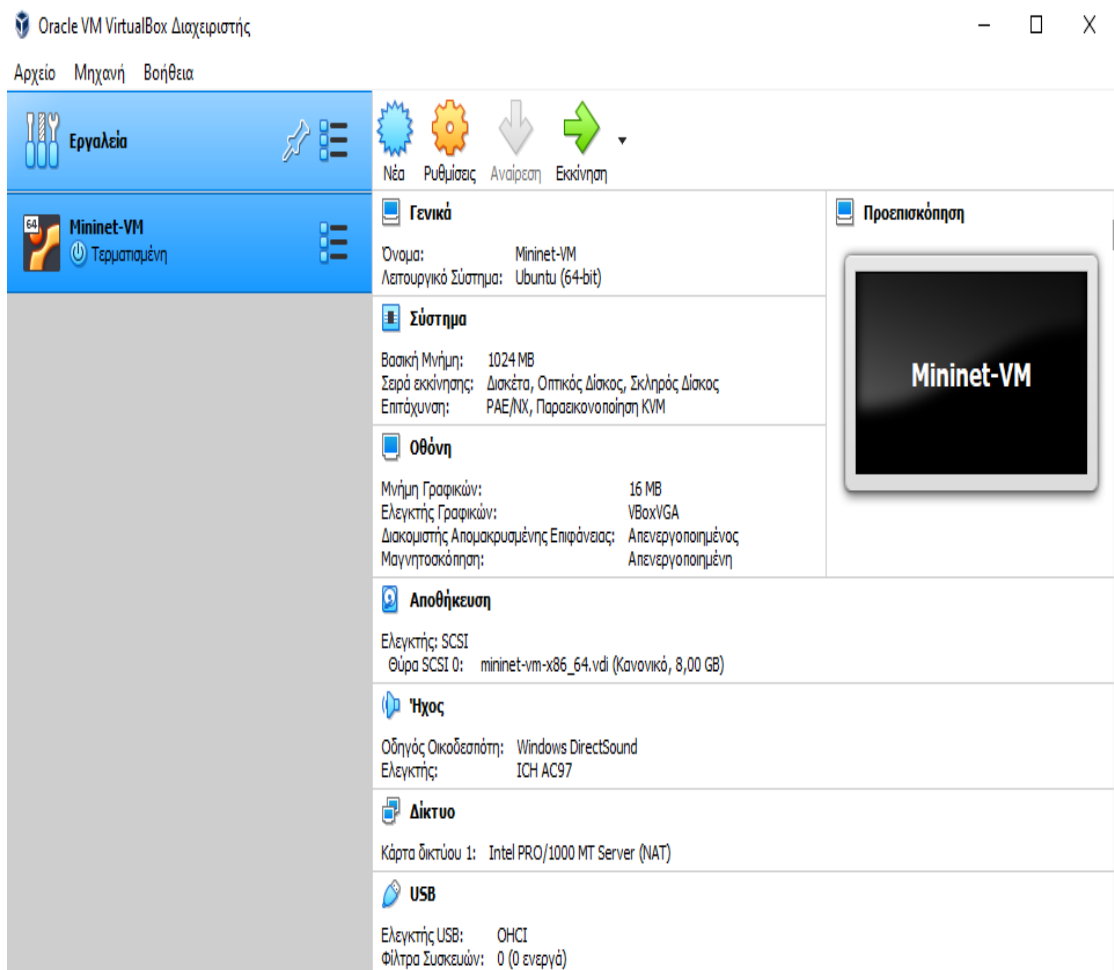 Oracle VM VirtualBox Διαχειριστής
Αρχείο Μηχανή Βοήθεια
Εργαλεία
64
Mininet-VM
Τερματισμένη
Νέα Ρυθμίσεις Αναίρεση Εκκίνηση
Γενικά
Όνομα: Mininet-VM
Λειτουργικό Σύστημα: Ubuntu (64-bit)
Σύστημα
Βασική Μνήμη: 1024 MB
Σειρά εκκίνησης: Δισκέτα, Οπτικός Δίσκος, Σκληρός Δίσκος
Επιτάχυνση: PAE/NX, Παραεικονοποίηση KVM
Οθόνη
Μνήμη Γραφικών: 16 MB
Ελεγκτής Γραφικών: VBoxVGA
Διακομιστής Απομακρυσμένης Επιφάνειας: Απενεργοποιημένος
Μαγνητοσκόπηση: Απενεργοποιημένη
Προεπισκόπηση
Mininet-VM
Αποθήκευση
Ελεγκτής: SCSI
Θύρα SCSI 0: mininet-vm-x86_64.vdi (Κανονικό, 8,00 GB)
Ήχος
Οδηγός Οικοδεσπότη: Windows DirectSound
Ελεγκτής: ICH AC97
Δίκτυο
Κάρτα δικτύου 1: Intel PRO/1000 MT Server (NAT)
USB
Ελεγκτής USB: OHCI
Φίλτρα Συσκευών: 0 (0 ενεργά)